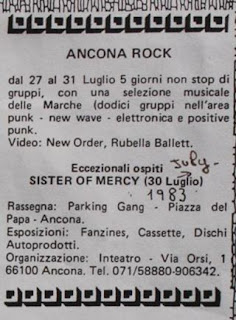 ANCONA ROCK
dal 27 al 31 Luglio 5 giorni non stop di
gruppi, con una selezione musicale
delle Marche (dodici gruppi nell'area
punk - new wave - elettronica e positive
punk.
Video: New Order, Rubella Ballett.
Eccezionali ospiti July -
SISTER OF MERCY (30 Luglio)
1983
Rassegna: Parking Gang - Piazza del
Papa - Ancona.
Esposizioni: Fanzines, Cassette, Dischi
Autoprodotti.
Organizzazione: Inteatro - Via Orsi, 1
66100 Ancona. Tel. 071/58880-906342.